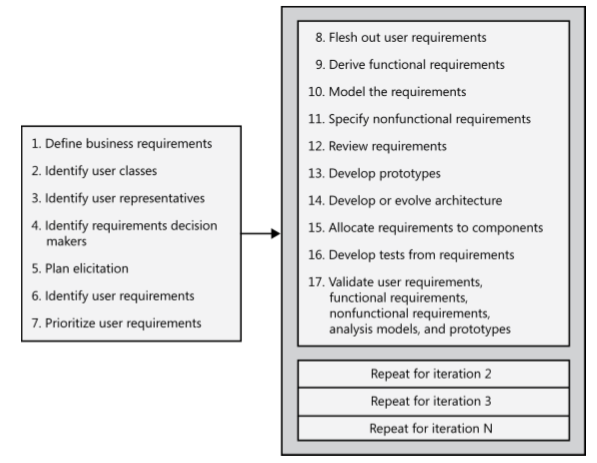 1. Define business requirements
2. Identify user classes
3. Identify user representatives
4. Identify requirements decision
makers
5. Plan elicitation
6. Identify user requirements
7. Prioritize user requirements
8. Flesh out user requirements
9. Derive functional requirements
10. Model the requirements
11. Specify nonfunctional requirements
12. Review requirements
13. Develop prototypes
14. Develop or evolve architecture
15. Allocate requirements to components
16. Develop tests from requirements
17. Validate user requirements,
functional requirements,
nonfunctional requirements,
analysis models, and prototypes
Repeat for iteration 2
Repeat for iteration 3
Repeat for iteration N